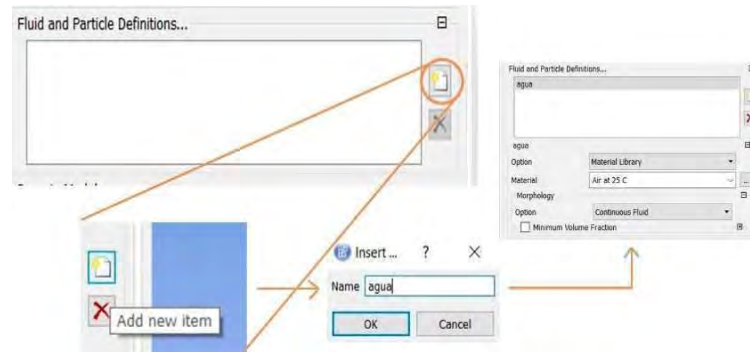 Fluid and Particle Definitions...
Add new item
Insert ... ? ×
Name agua
OK Cancel
Fluid and Particle Definitions...
agua
agua
Option Material Library
Material Air at 25 C ...
Morphology
Option Continuous Fluid
Minimum Volume Fraction